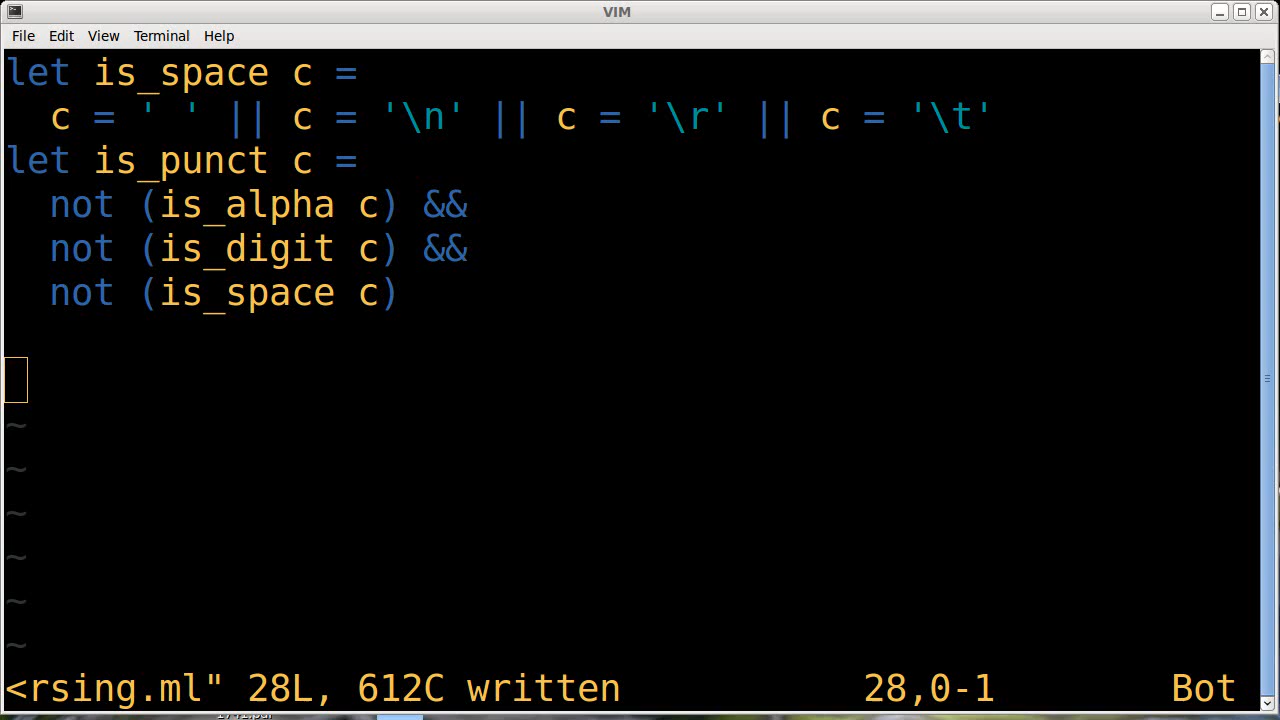 VIM
File Edit View Terminal Help
let is_space c =
  c = ' ' || c = '\n' || c = '\r' || c = '\t'
let is_punct c =
  not (is_alpha c) &&
  not (is_digit c) &&
  not (is_space c)
~
~
~
~
~
~
<rsing.ml" 28L, 612C written 28,0-1 Bot